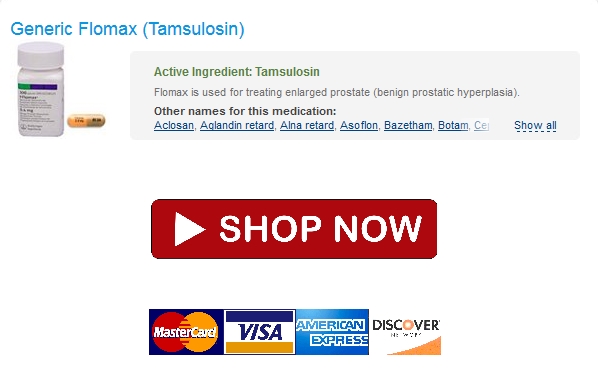 Generic Flomax (Tamsulosin)
Active Ingredient: Tamsulosin
Flomax is used for treating enlarged prostate (benign prostatic hyperplasia).
Other names for this medication:
Aclosan, Aglandin retard, Alna retard, Asoflon, Bazetham, Botam, Show all
SHOP NOW
MasterCard VISA AMERICAN EXPRESS DISCOVER NETWORK